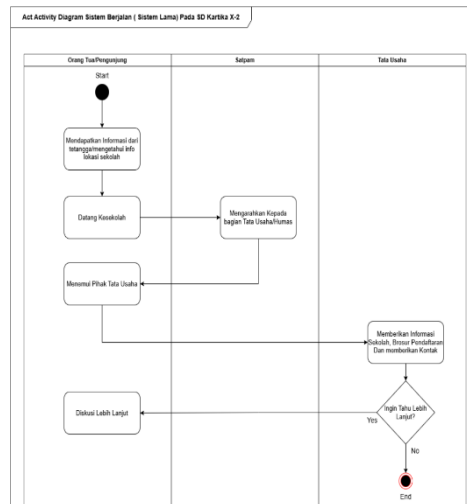 Act Activity Diagram Sistem Berjalan ( Sistem Lama) Pada SD Kartika X-2
Orang Tua/Pengunjung
Satpam
Tata Usaha
Start
Mendapatkan Informasi dari
tetangga/mengetahui info
lokasi sekolah
Datang Kesekolah
Mengarahkan Kepada
bagian Tata Usaha/Humas
Menemui Pihak Tata Usaha
Memberikan Informasi
Sekolah, Brosur Pendaftaran
Dan memberikan Kontak
Diskusi Lebih Lanjut
Ingin Tahu Lebih
Lanjut?
Yes
No
End